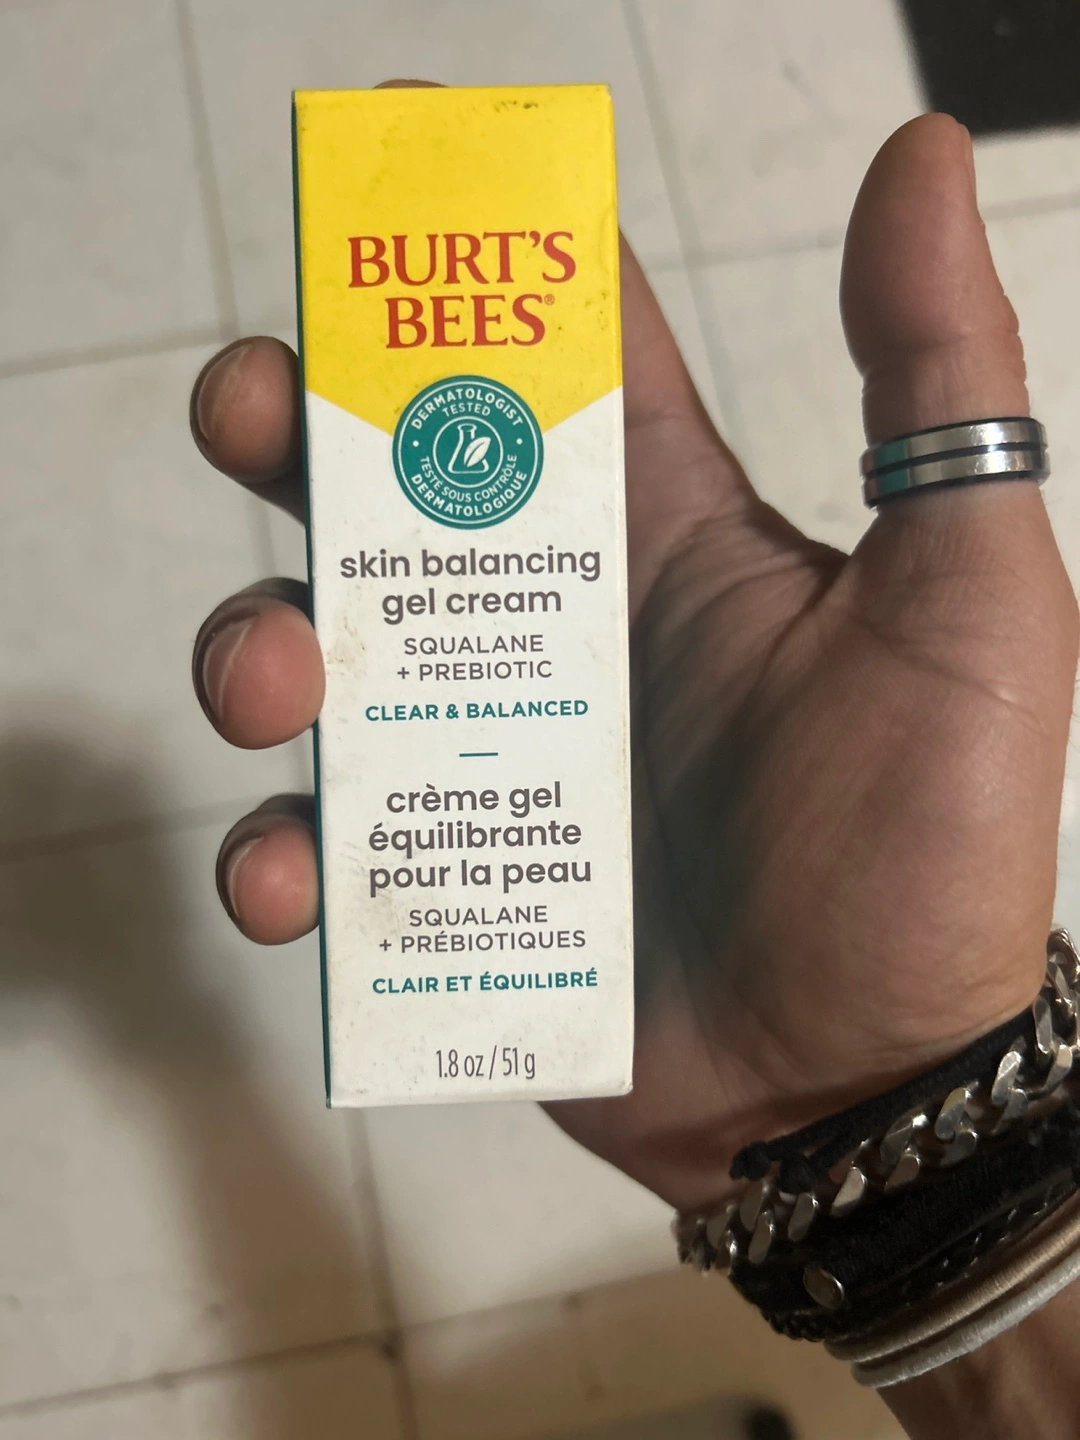 BURT'S
BEES®
DERMATOLOGIST
TESTED
TESTÉ SOUS CONTRÔLE
DERMATOLOGIQUE
skin balancing
gel cream
SQUALANE
+ PREBIOTIC
CLEAR & BALANCED
crème gel
équilibrante
pour la peau
SQUALANE
+ PRÉBIOTIQUES
CLAIR ET ÉQUILIBRÉ
1.8 oz / 51 g